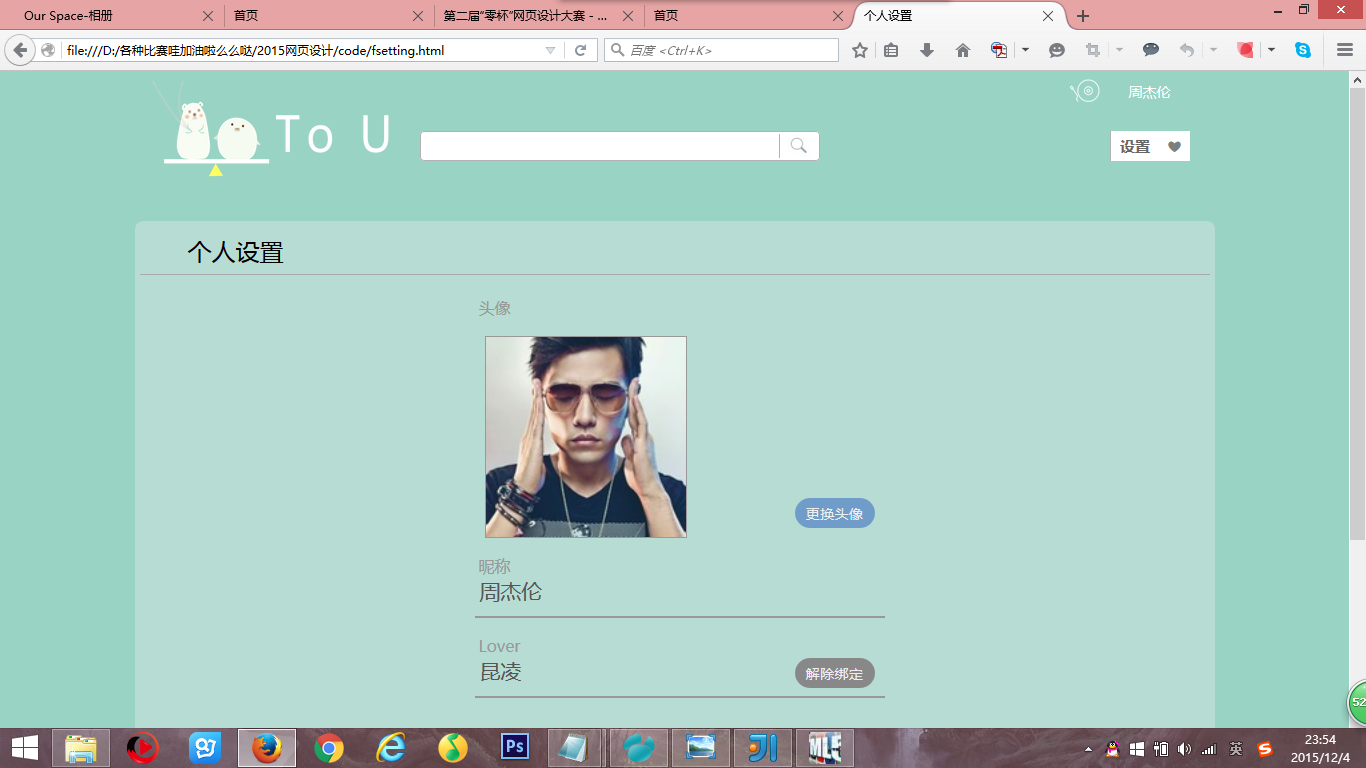 Our Space-相册
首页
第二届“零杯”网页设计大赛 - ...
首页
个人设置
file:///D:/各种比赛哇加油啦么么哒/2015网页设计/code/fsetting.html
百度 <Ctrl+K>
To U
周杰伦
设置
个人设置
头像
更换头像
昵称
周杰伦
Lover
昆凌
解除绑定
52
Ps
MLE
英
23:54
2015/12/4